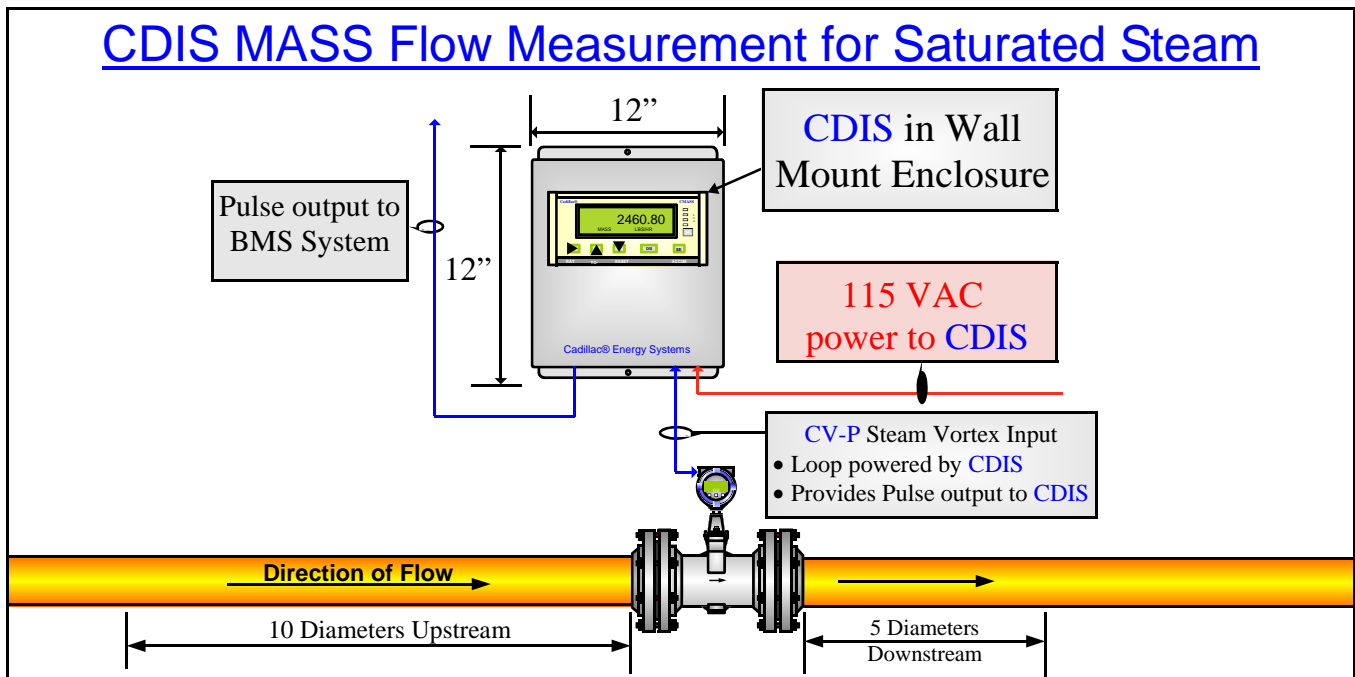 CDIS MASS Flow Measurement for Saturated Steam
12”
CDIS in Wall
Mount Enclosure
Pulse output to
BMS System
12”
Cadillac®
CMASS
2460.80
MASS LBS/HR
115 VAC
power to CDIS
Cadillac® Energy Systems
CV-P Steam Vortex Input
• Loop powered by CDIS
• Provides Pulse output to CDIS
Direction of Flow
10 Diameters Upstream
5 Diameters
Downstream